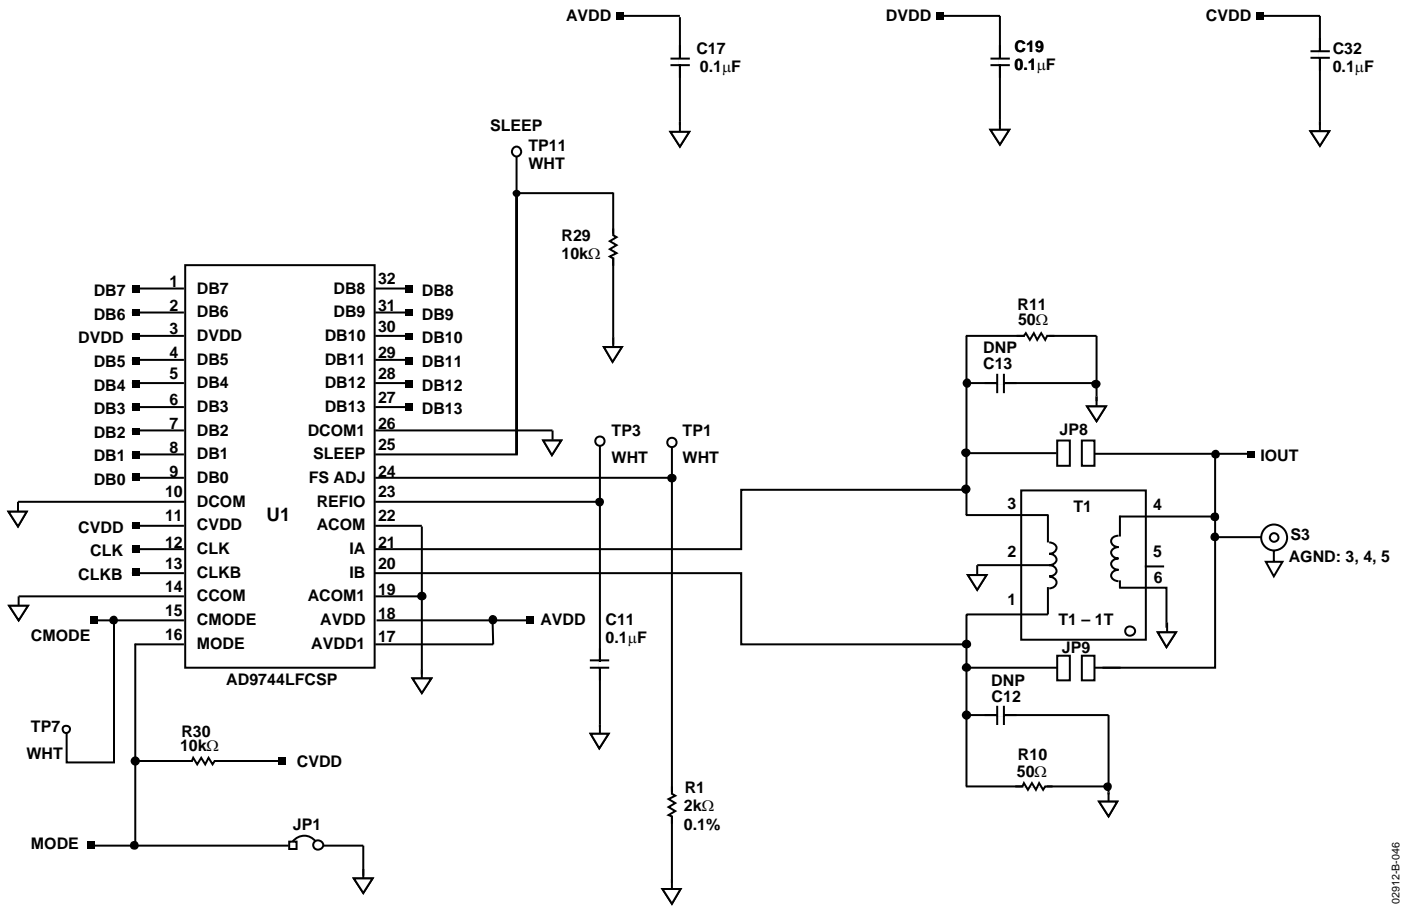 AVDD
C17
0.1μF
DVDD
C19
0.1μF
CVDD
C32
0.1μF
SLEEP
TP11
WHT
R29
10kΩ
DB7 1 DB7
DB6 2 DB6
DVDD 3 DVDD
DB5 4 DB5
DB4 5 DB4
DB3 6 DB3
DB2 7 DB2
DB1 8 DB1
DB0 9 DB0
10 DCOM
CVDD 11 CVDD
CLK 12 CLK
CLKB 13 CLKB
14 CCOM
CMODE 15 CMODE
16 MODE
U1
DB8 32 DB8
DB9 31 DB9
DB10 30 DB10
DB11 29 DB11
DB12 28 DB12
DB13 27 DB13
DCOM1 26
SLEEP 25
FS ADJ 24
REFIO 23
ACOM 22
IA 21
IB 20
ACOM1 19
AVDD 18 AVDD
AVDD1 17
AD9744LFCSP
TP3
WHT
TP1
WHT
C11
0.1μF
R11
50Ω
DNP
C13
JP8
IOUT
T1
3
2
1
4
5
6
T1 – 1T
S3
AGND: 3, 4, 5
JP9
DNP
C12
R10
50Ω
TP7
WHT
R30
10kΩ
CVDD
R1
2kΩ
0.1%
MODE
JP1
02912-B-046